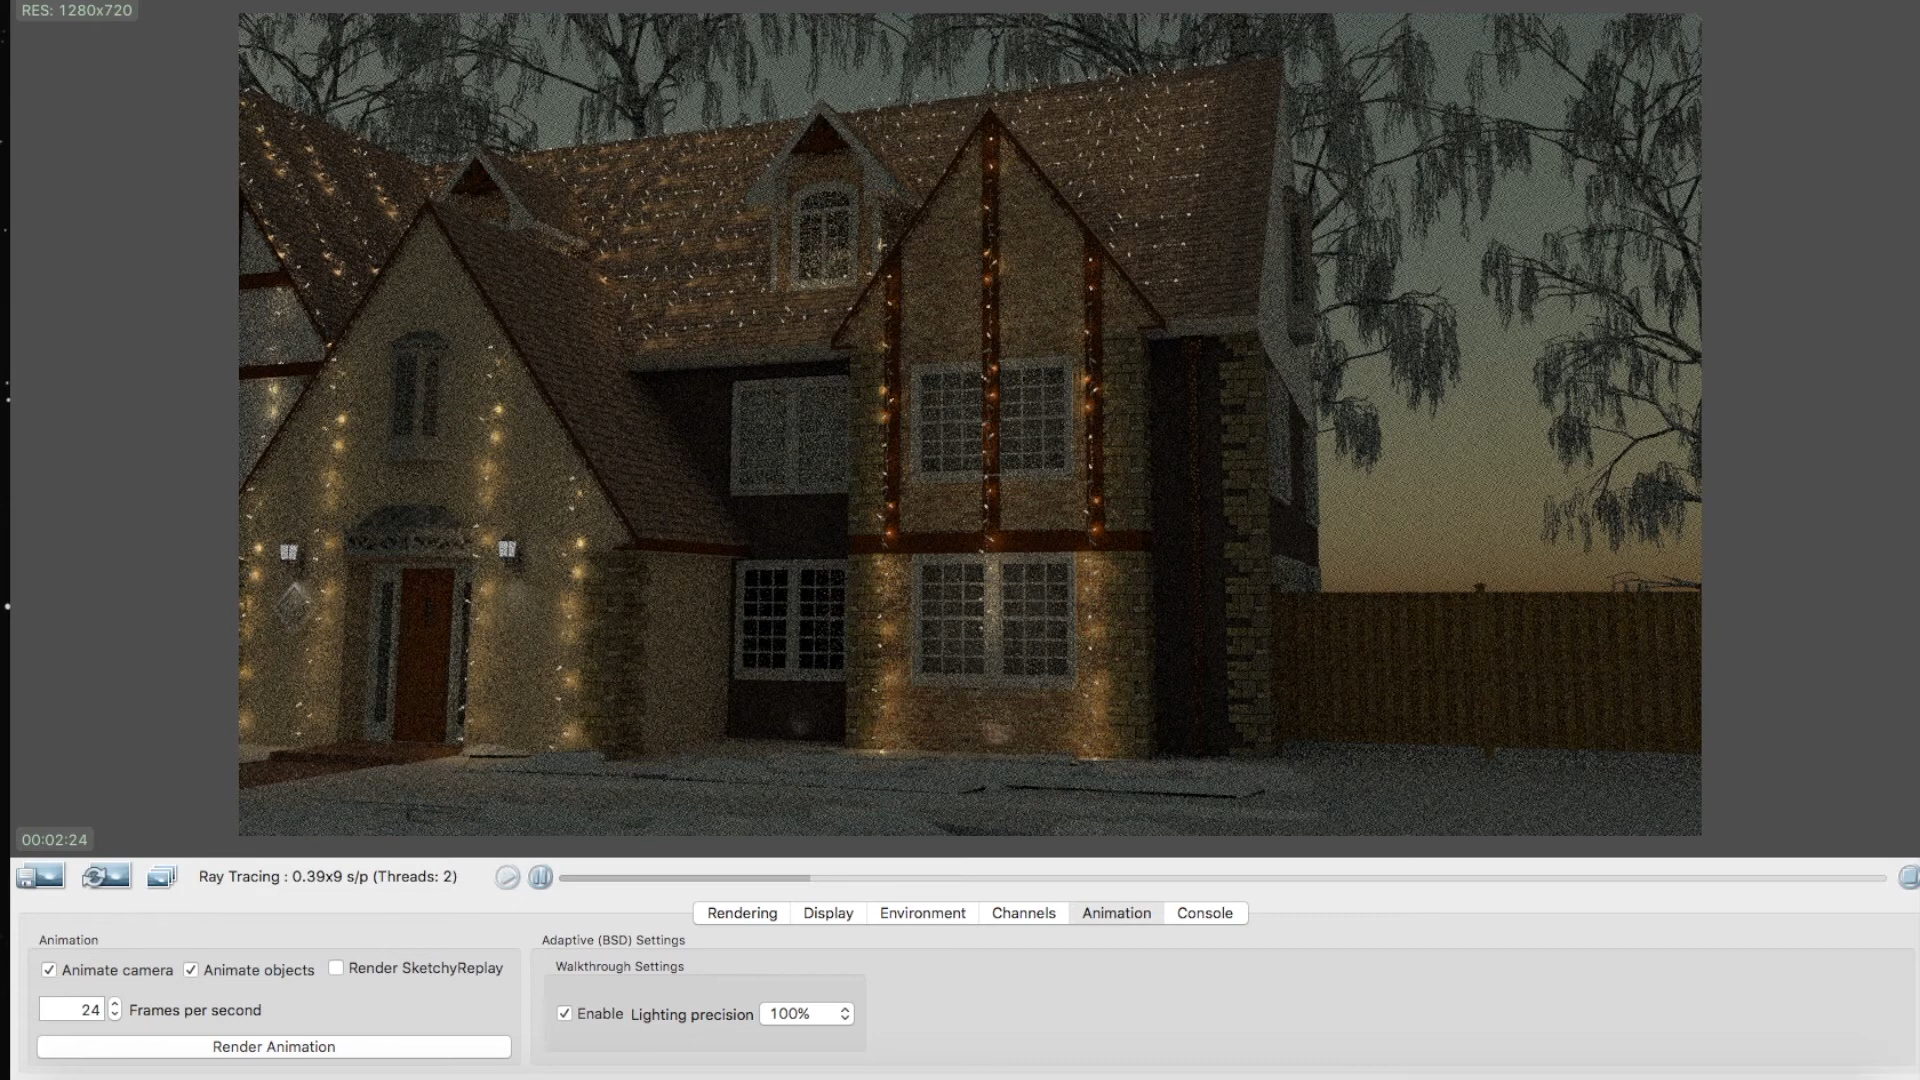 RES: 1280x720
00:02:24
Ray Tracing : 0.39x9 s/p (Threads: 2)
Rendering Display Environment Channels Animation Console
Animation
Animate camera Animate objects Render SketchyReplay
24 Frames per second
Render Animation
Adaptive (BSD) Settings
Walkthrough Settings
Enable Lighting precision 100%